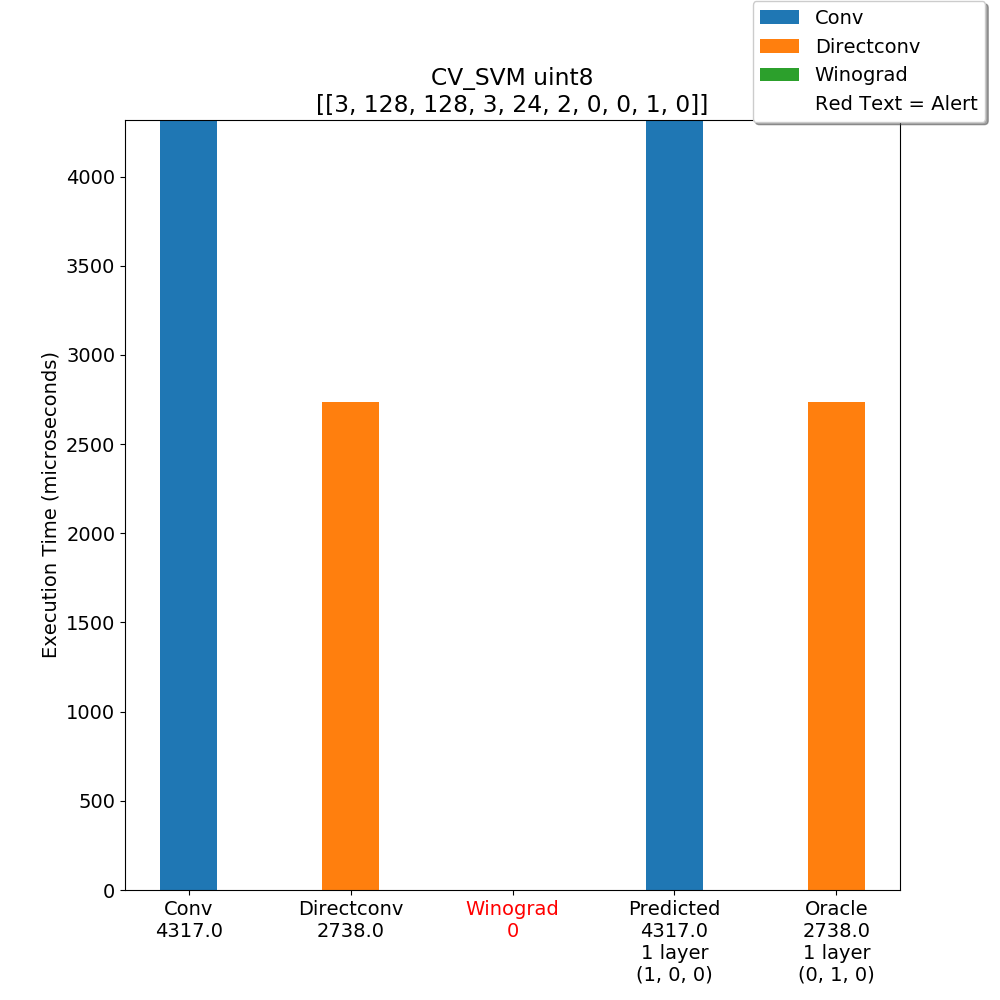 Conv
Directconv
Winograd
Red Text = Alert
CV_SVM uint8
[[3, 128, 128, 3, 24, 2, 0, 0, 1, 0]]
Execution Time (microseconds)
4000
3500
3000
2500
2000
1500
1000
500
0
Conv
4317.0
Directconv
2738.0
Winograd
0
Predicted
4317.0
1 layer
(1, 0, 0)
Oracle
2738.0
1 layer
(0, 1, 0)